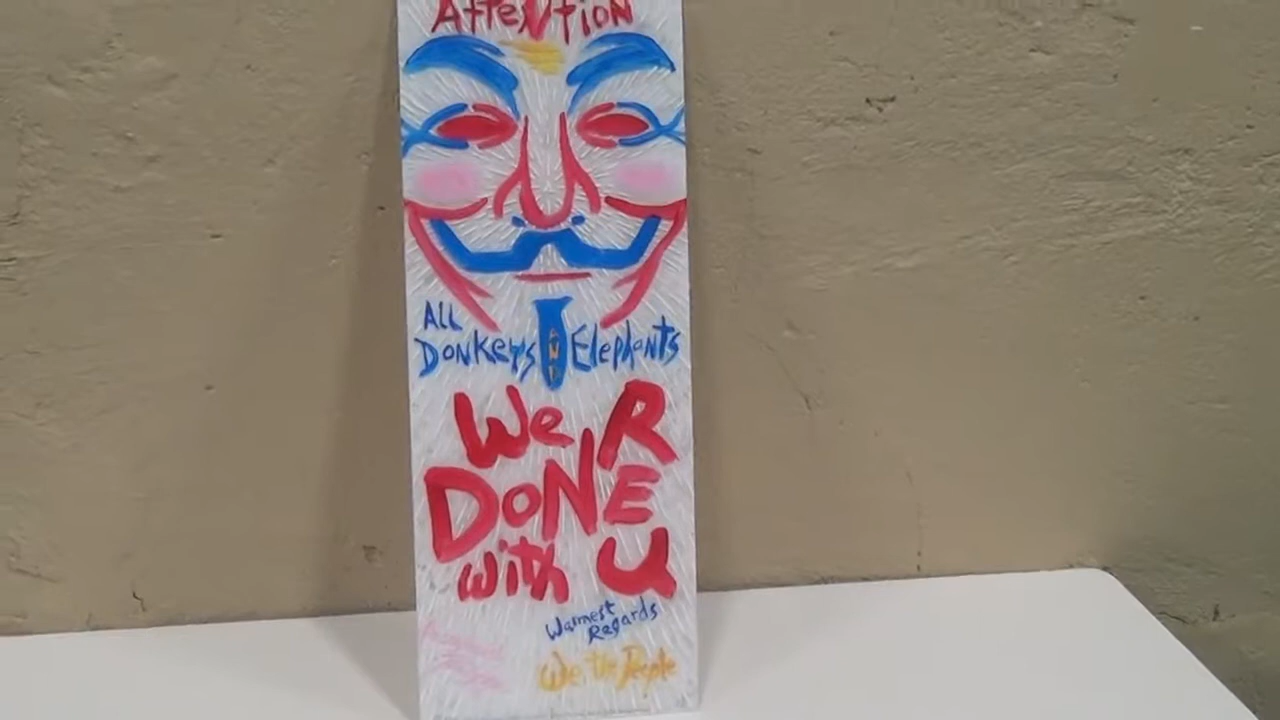 AtteNtioN
ALL
DonkeYs Elephants
We R
DoNE
with U
Warmest
Regards
We the People